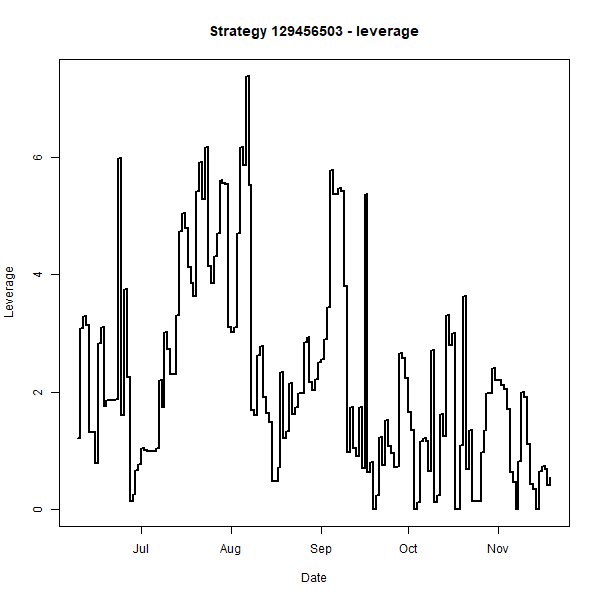 Strategy 129456503 - leverage
Leverage
6
4
2
0
Jul Aug Sep Oct Nov
Date